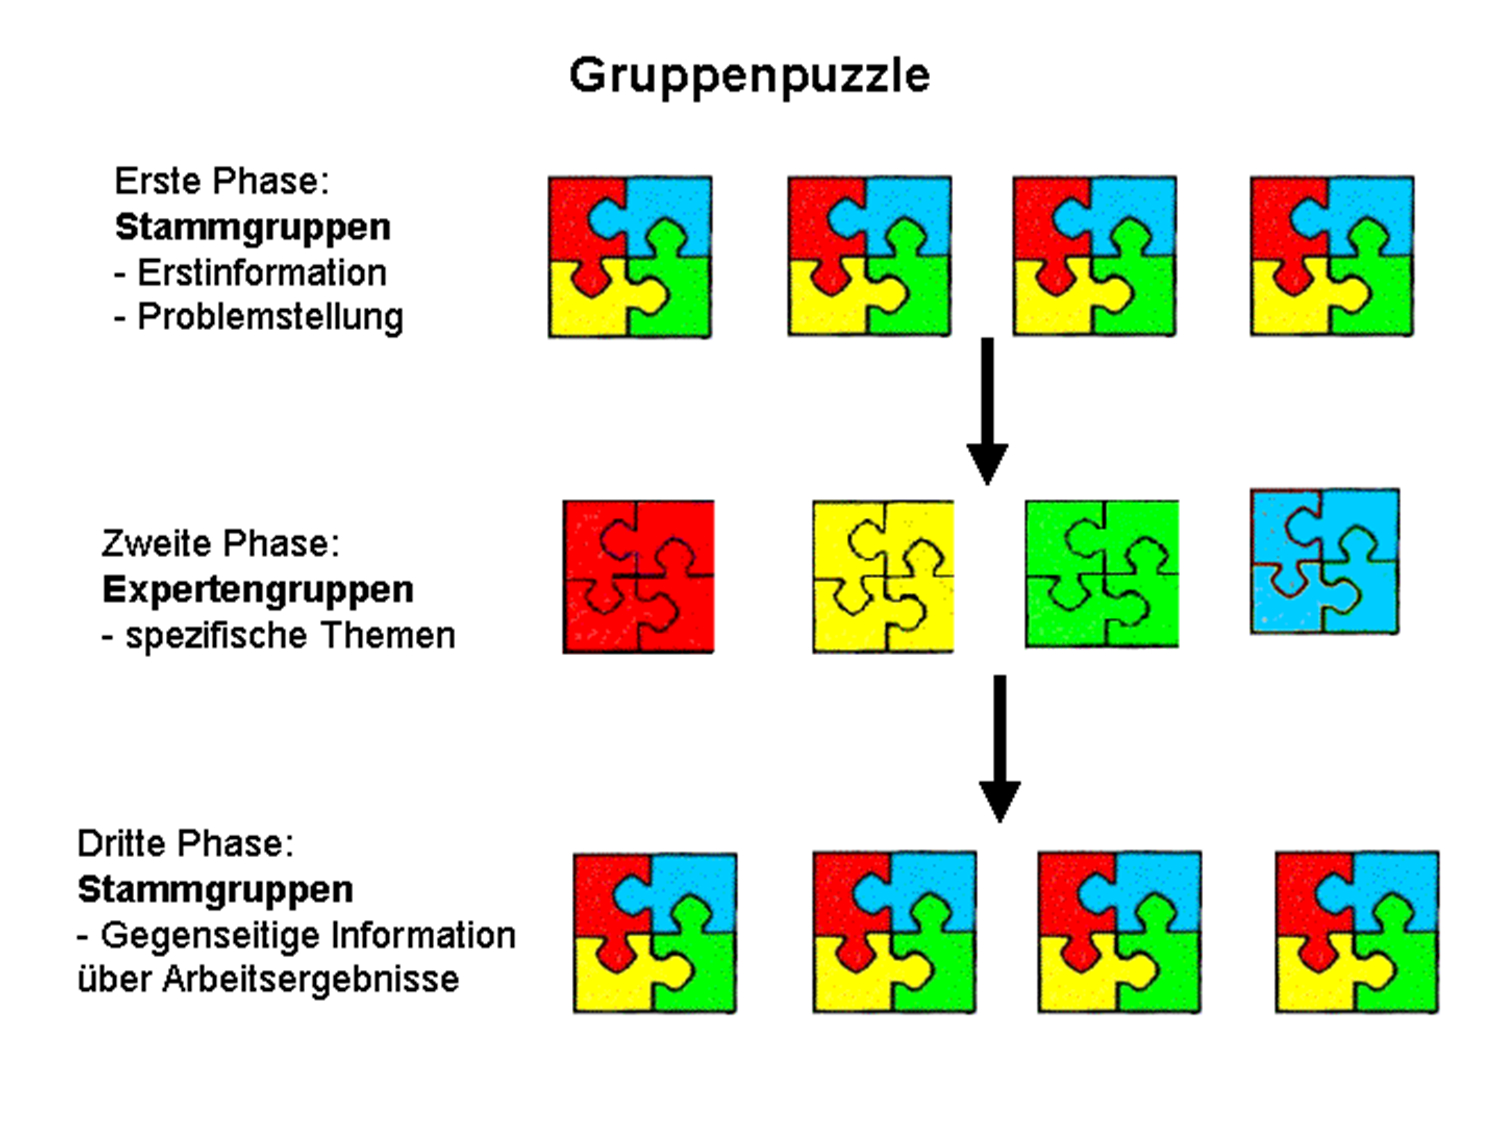 Gruppenpuzzle
Erste Phase:
Stammgruppen
- Erstinformation
- Problemstellung
Zweite Phase:
Expertengruppen
- spezifische Themen
Dritte Phase:
Stammgruppen
- Gegenseitige Information
über Arbeitsergebnisse